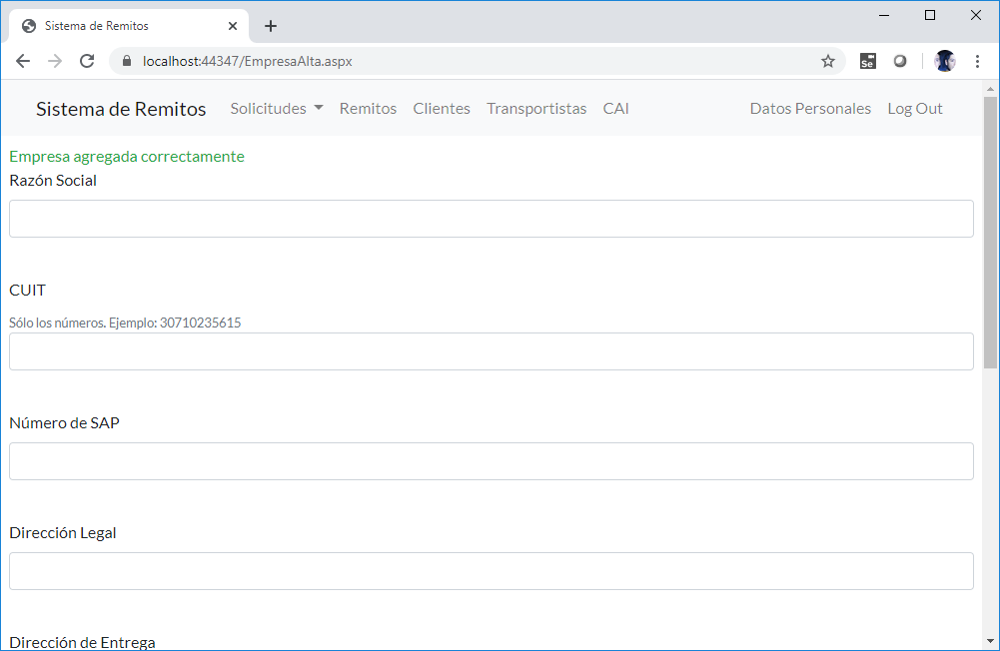 Sistema de Remitos
localhost:44347/EmpresaAlta.aspx
Se
Sistema de Remitos Solicitudes Remitos Clientes Transportistas CAI Datos Personales Log Out
Empresa agregada correctamente
Razón Social
CUIT
Sólo los números. Ejemplo: 30710235615
Número de SAP
Dirección Legal
Dirección de Entrega